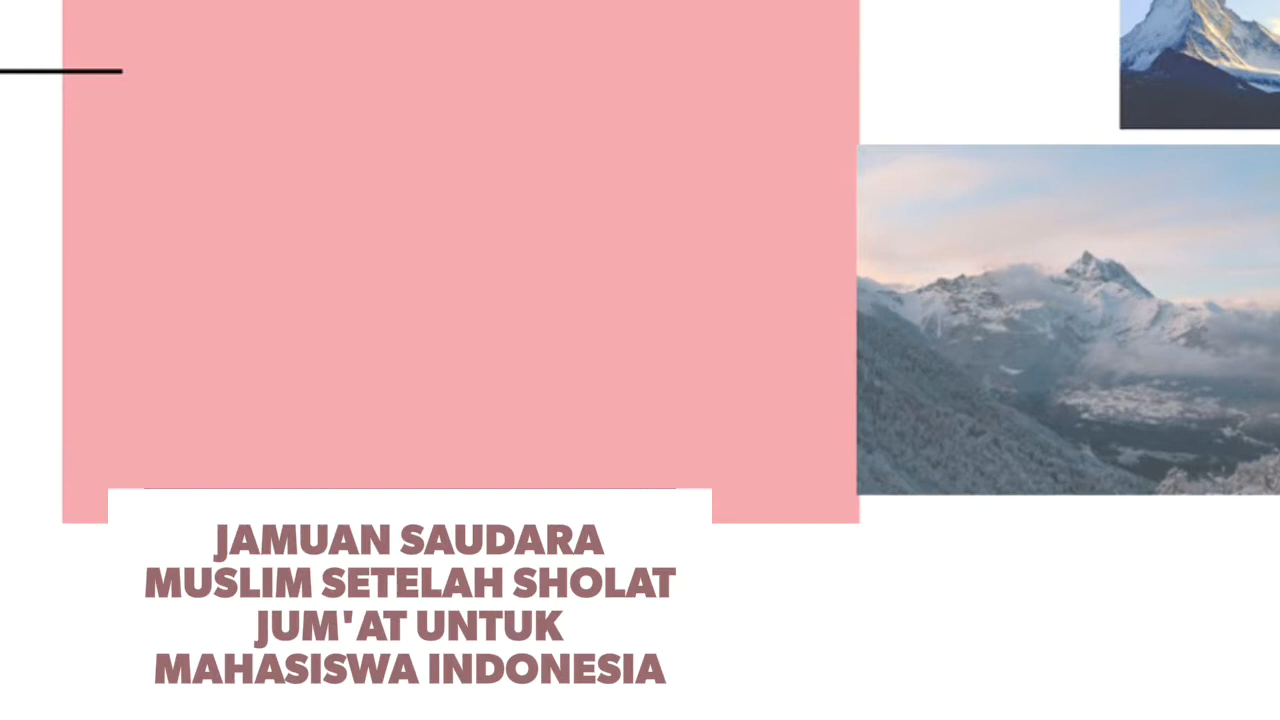 JAMUAN SAUDARA
MUSLIM SETELAH SHOLAT
JUM'AT UNTUK
MAHASISWA INDONESIA